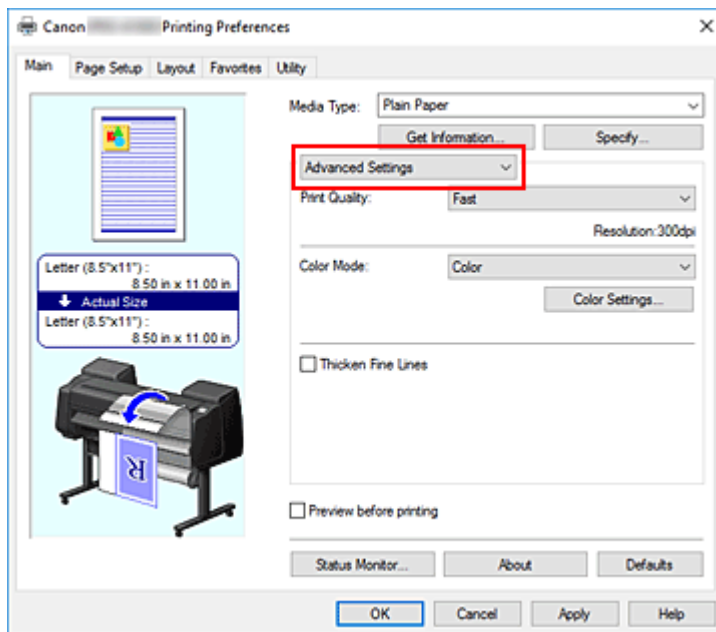 Canon Printing Preferences
Main Page Setup Layout Favorites Utility
Media Type: Plain Paper
Get Information... Specify...
Advanced Settings
Print Quality: Fast
Resolution:300dpi
Letter (8.5"x11") :
8.50 in x 11.00 in
Actual Size
Letter (8.5"x11") :
8.50 in x 11.00 in
Color Mode: Color
Color Settings...
Thicken Fine Lines
R
Preview before printing
Status Monitor... About Defaults
OK Cancel Apply Help